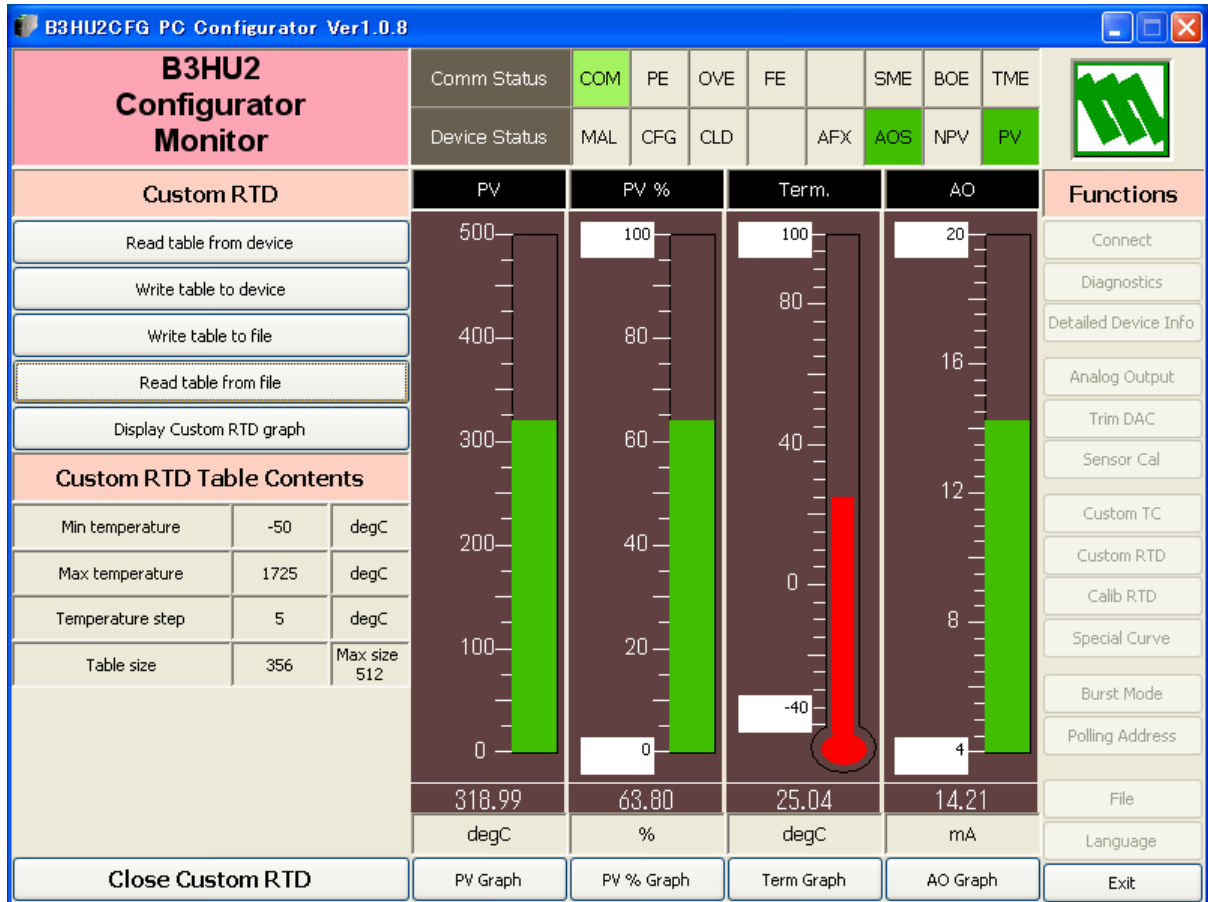 B3HU2CFG PC Configurator Ver1.0.8
B3HU2
Configurator
Monitor
Comm Status COM PE OVE FE SME BOE TME
Device Status MAL CFG CLD AFX AOS NPV PV
Custom RTD
Read table from device
Write table to device
Write table to file
Read table from file
Display Custom RTD graph
Custom RTD Table Contents
Min temperature -50 degC
Max temperature 1725 degC
Temperature step 5 degC
Table size 356 Max size
512
Close Custom RTD
PV
500
400
300
200
100
0
318.99
degC
PV Graph
PV %
100
80
60
40
20
0
63.80
%
PV % Graph
Term.
100
80
40
0
-40
25.04
degC
Term Graph
AO
20
16
12
8
4
14.21
mA
AO Graph
Functions
Connect
Diagnostics
Detailed Device Info
Analog Output
Trim DAC
Sensor Cal
Custom TC
Custom RTD
Calib RTD
Special Curve
Burst Mode
Polling Address
File
Language
Exit